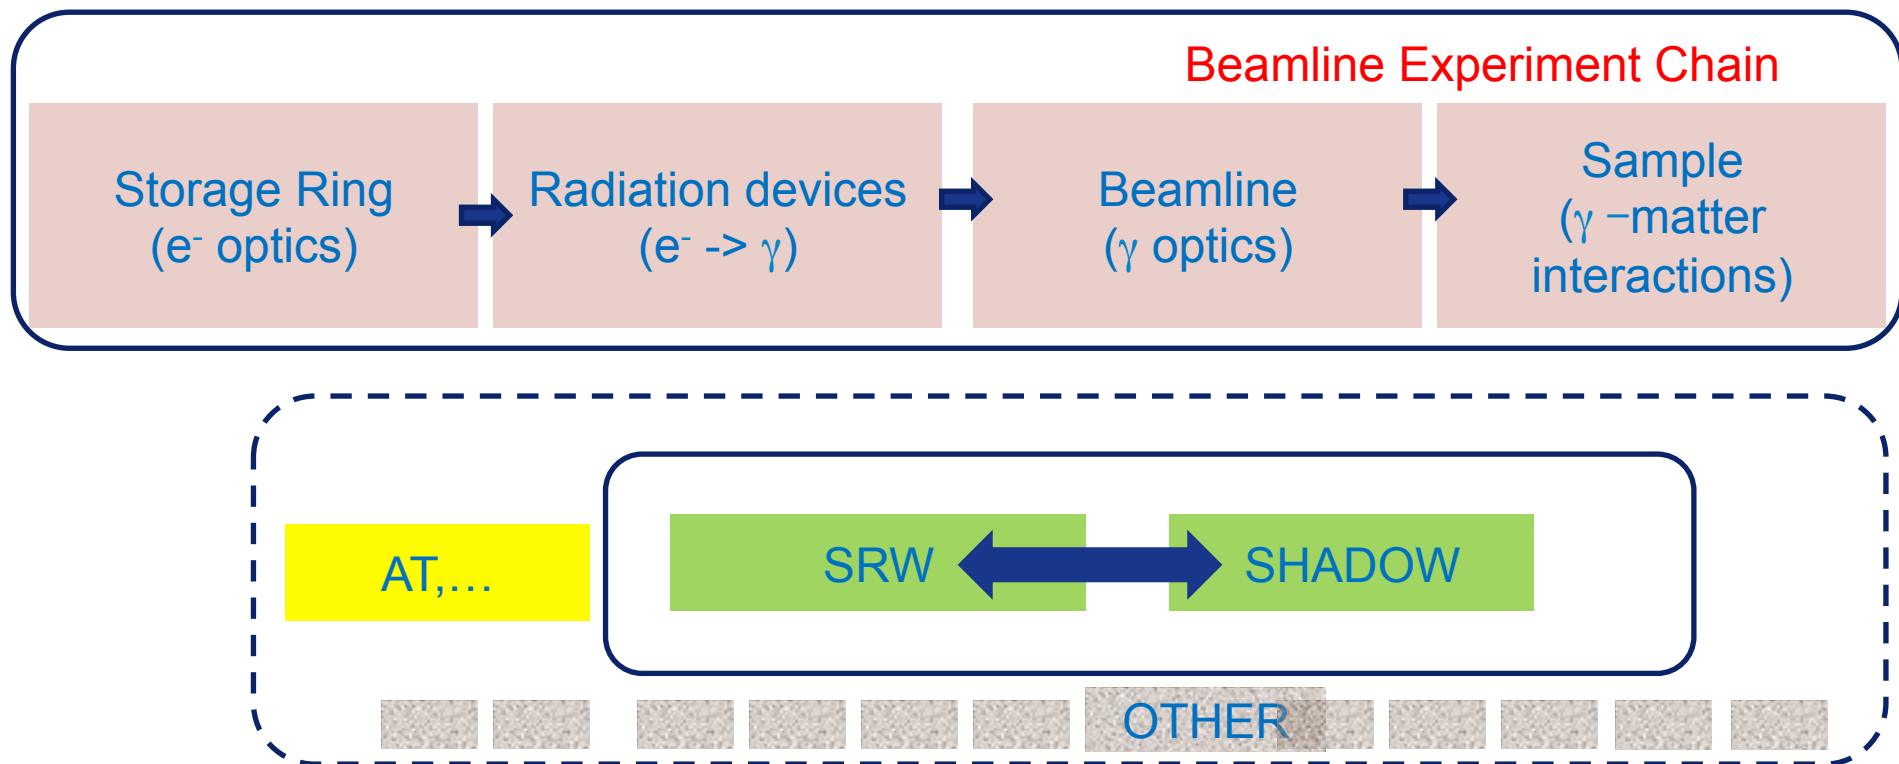 Beamline Experiment Chain
Storage Ring
(e⁻ optics)
Radiation devices
(e⁻ -> γ)
Beamline
(γ optics)
Sample
(γ −matter
interactions)
AT,…
SRW
SHADOW
OTHER